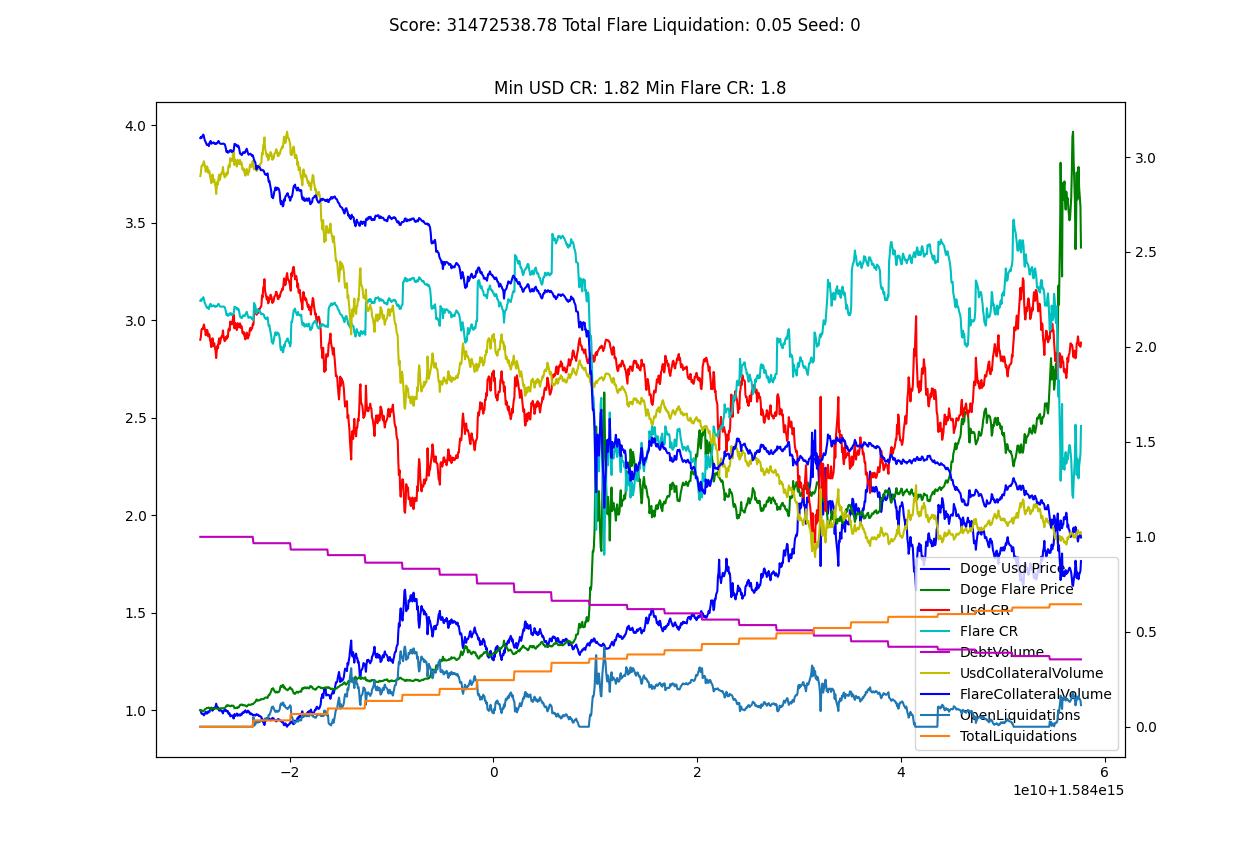 Score: 31472538.78 Total Flare Liquidation: 0.05 Seed: 0
Min USD CR: 1.82 Min Flare CR: 1.8
4.0
3.5
3.0
2.5
2.0
1.5
1.0
3.0
2.5
2.0
1.5
1.0
0.5
0.0
Doge Usd Price
Doge Flare Price
Usd CR
Flare CR
DebtVolume
UsdCollateralVolume
FlareCollateralVolume
OpenLiquidations
TotalLiquidations
−2 0 2 4 6
1e10+1.584e15